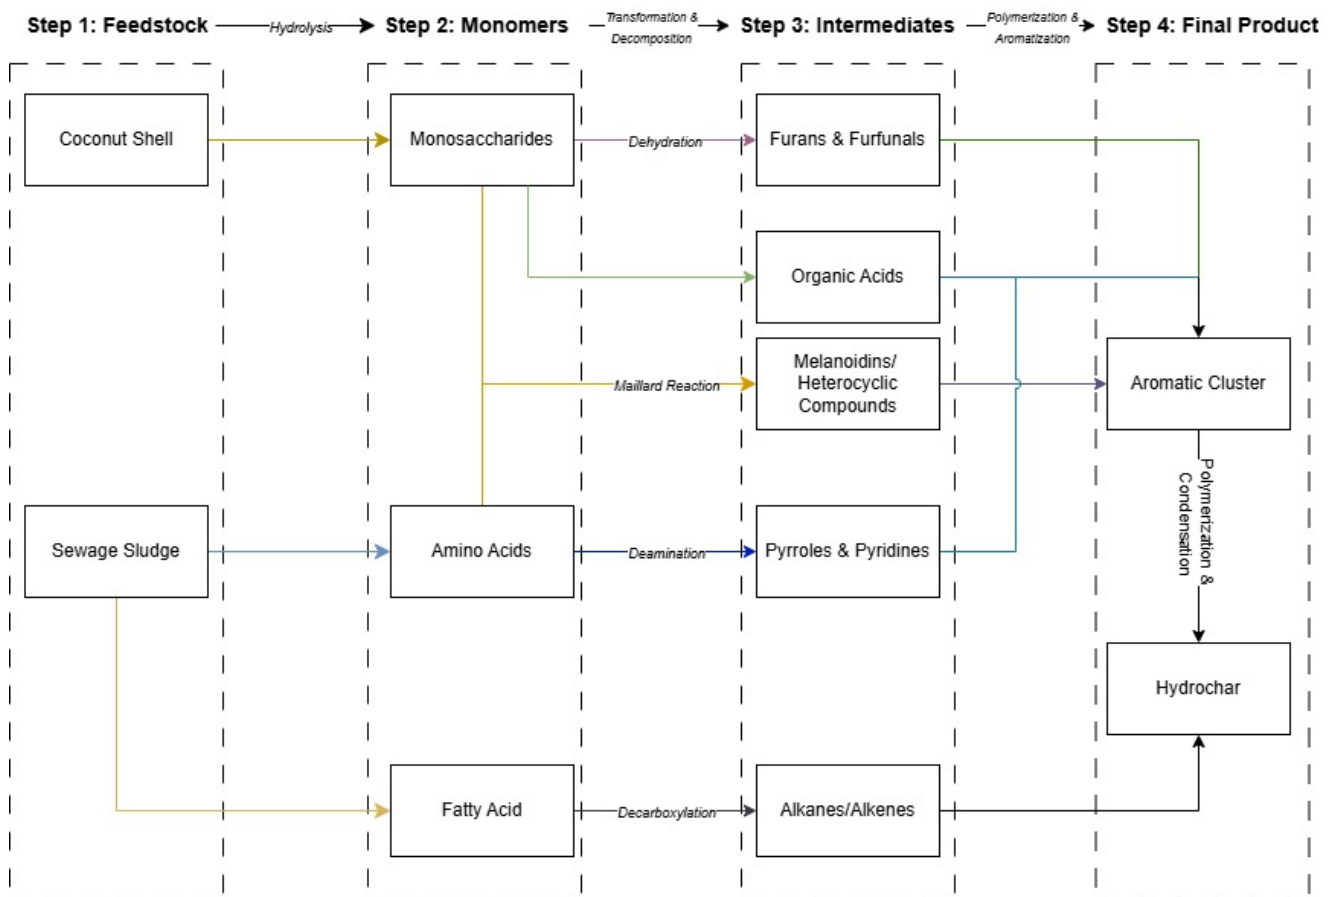 Step 1: Feedstock
Hydrolysis
Step 2: Monomers
Transformation &
Decomposition
Step 3: Intermediates
Polymerization &
Aromatization
Step 4: Final Product
Coconut Shell
Monosaccharides
Dehydration
Furans & Furfunals
Organic Acids
Maillard Reaction
Melanoidins/
Heterocyclic
Compounds
Aromatic Cluster
Polymerization &
Condensation
Sewage Sludge
Amino Acids
Deamination
Pyrroles & Pyridines
Hydrochar
Fatty Acid
Decarboxylation
Alkanes/Alkenes